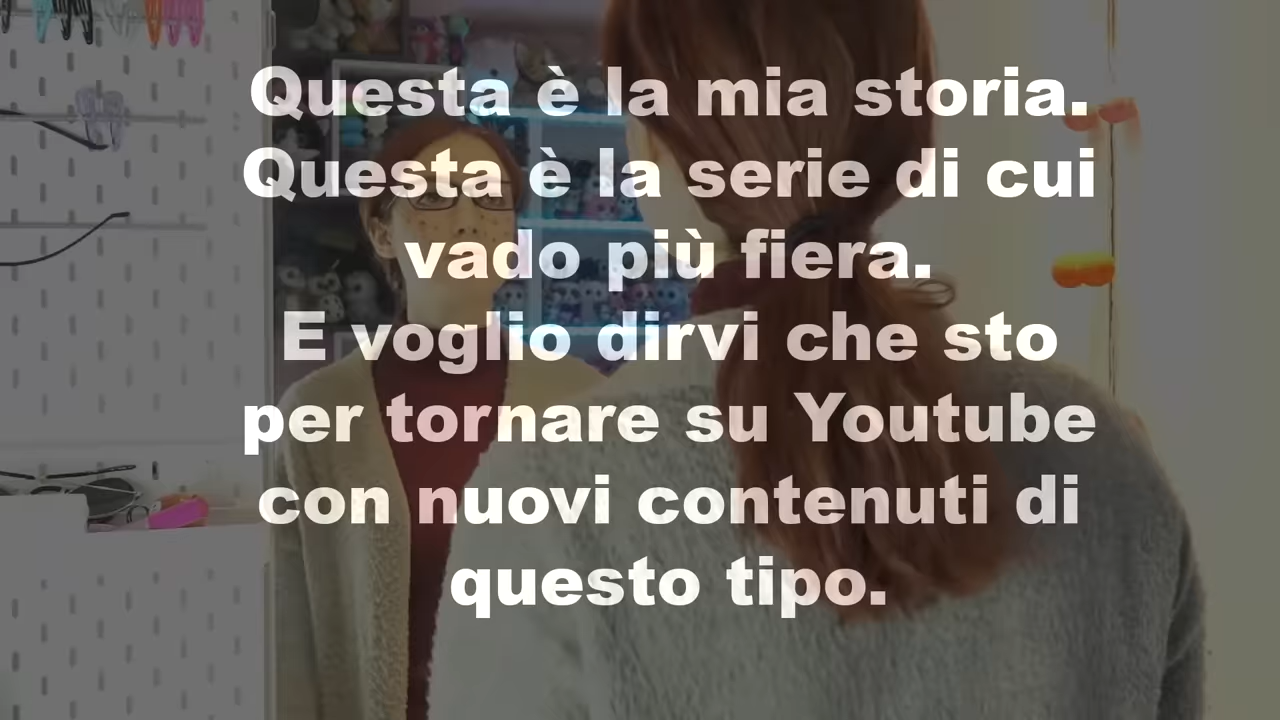 Questa è la mia storia.
Questa è la serie di cui
vado più fiera.
E voglio dirvi che sto
per tornare su Youtube
con nuovi contenuti di
questo tipo.